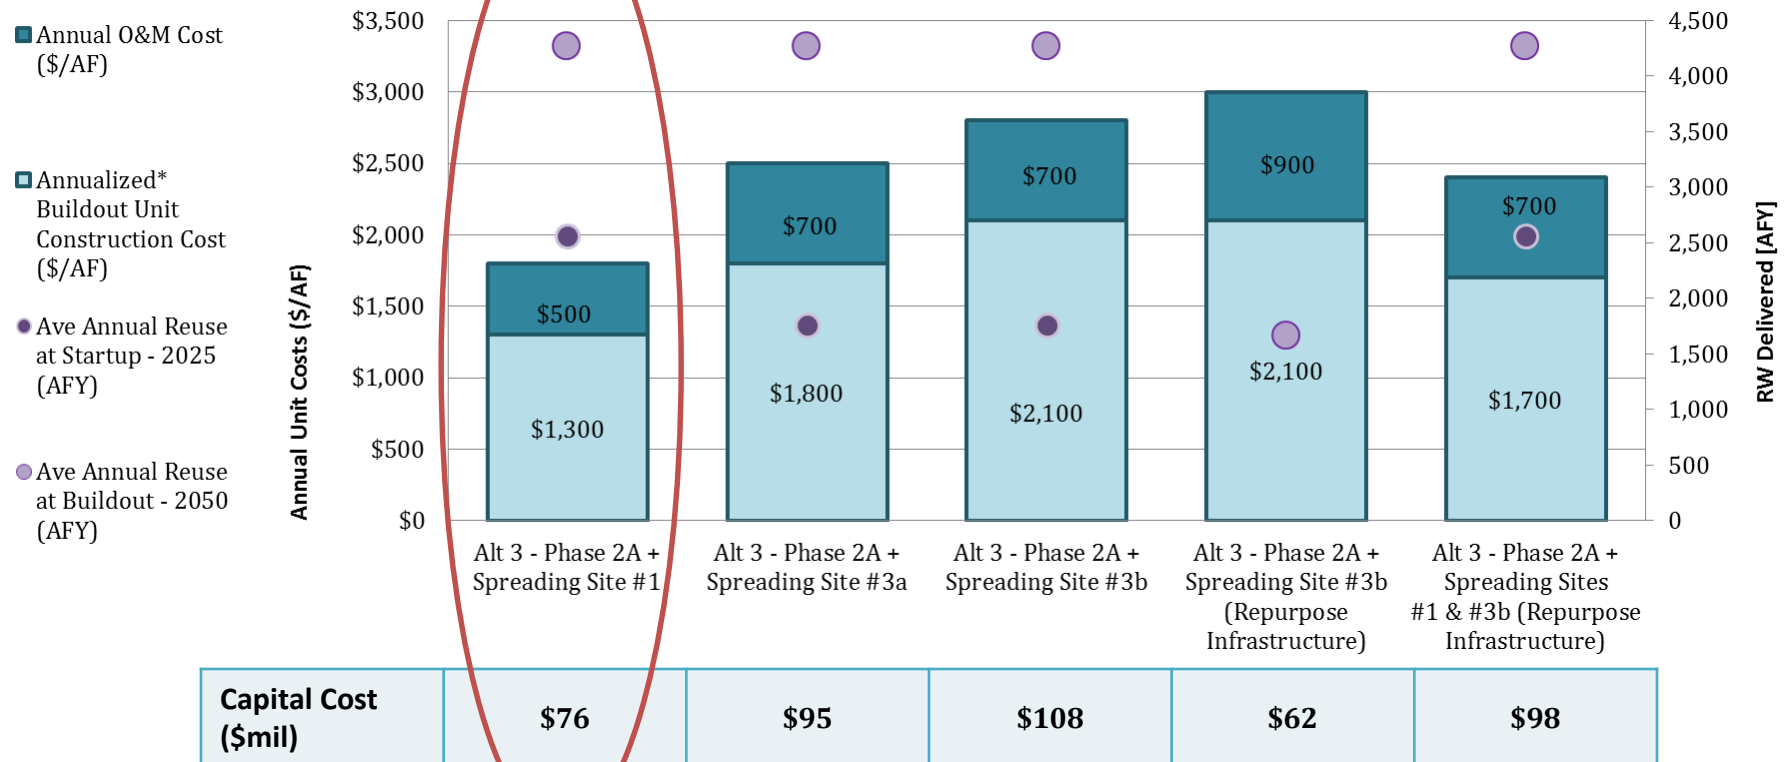 Annual O&M Cost
($/AF)
Annualized*
Buildout Unit
Construction Cost
($/AF)
Ave Annual Reuse
at Startup - 2025
(AFY)
Ave Annual Reuse
at Buildout - 2050
(AFY)
Annual Unit Costs ($/AF)
$3,500
$3,000
$2,500
$2,000
$1,500
$1,000
$500
$0
$500
$1,300
$700
$1,800
$700
$2,100
$900
$2,100
$700
$1,700
4,500
4,000
3,500
3,000
2,500
2,000
1,500
1,000
500
0
RW Delivered [AFY]
Alt 3 - Phase 2A +
Spreading Site #1
Alt 3 - Phase 2A +
Spreading Site #3a
Alt 3 - Phase 2A +
Spreading Site #3b
Alt 3 - Phase 2A +
Spreading Site #3b
(Repurpose
Infrastructure)
Alt 3 - Phase 2A +
Spreading Sites
#1 & #3b (Repurpose
Infrastructure)
Capital Cost
($mil)
$76
$95
$108
$62
$98